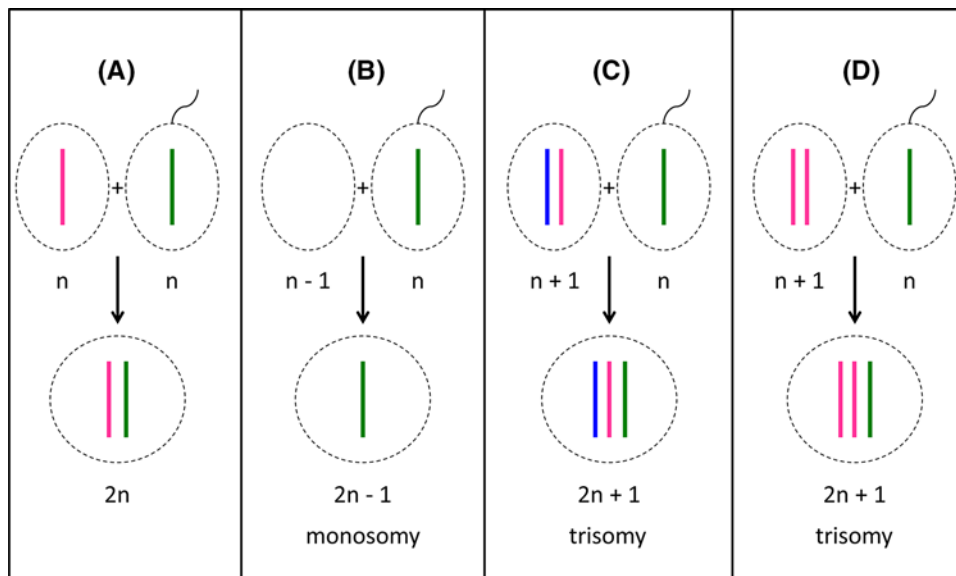 (A)
+
n n
2n
(B)
+
n - 1 n
2n - 1
monosomy
(C)
+
n + 1 n
2n + 1
trisomy
(D)
+
n + 1 n
2n + 1
trisomy